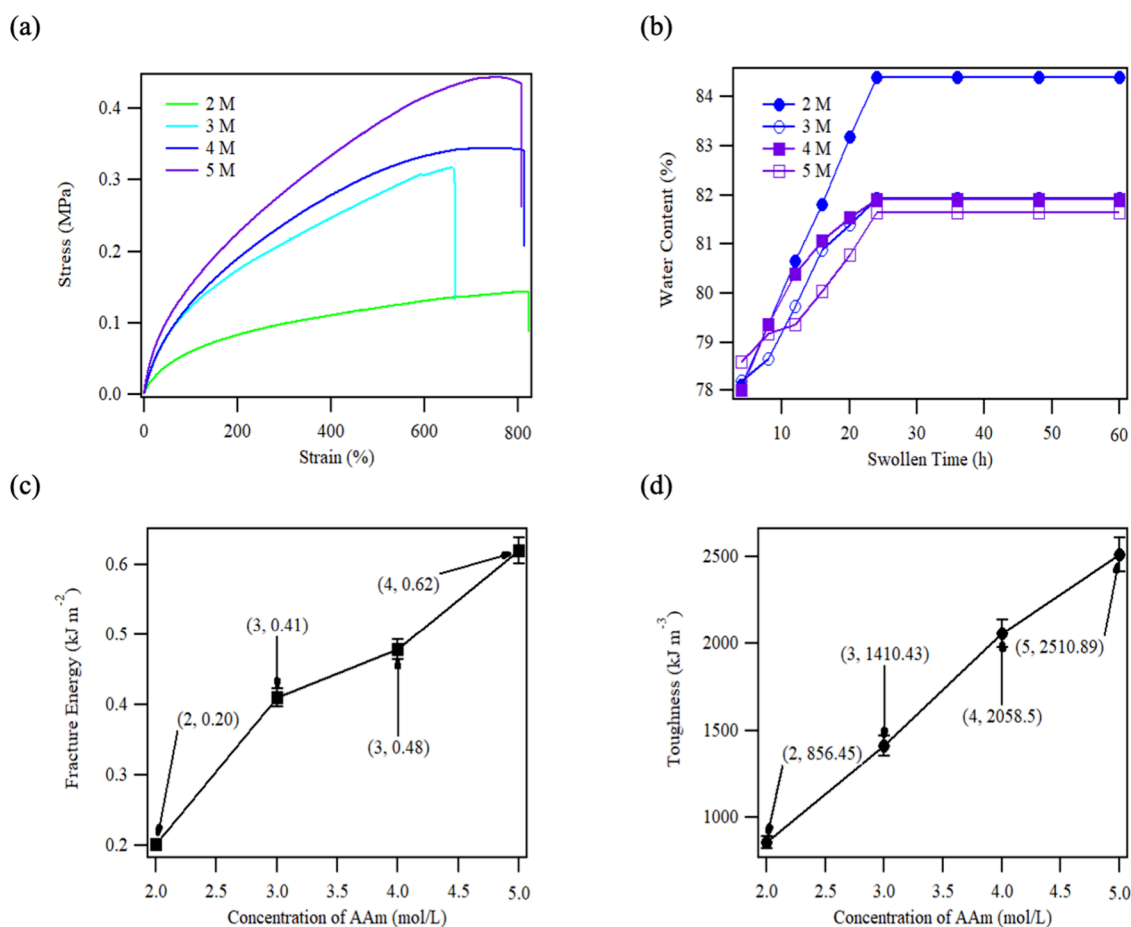 (a)
0.4
0.3
0.2
0.1
0.0
Stress (MPa)
2 M
3 M
4 M
5 M
0
200
400
600
800
Strain (%)
(b)
84
83
82
81
80
79
78
Water Content (%)
2 M
3 M
4 M
5 M
10
20
30
40
50
60
Swollen Time (h)
(c)
0.6
0.5
0.4
0.3
0.2
Fracture Energy (kJ m⁻²)
(4, 0.62)
(3, 0.41)
(2, 0.20)
(3, 0.48)
2.0
2.5
3.0
3.5
4.0
4.5
5.0
Concentration of AAm (mol/L)
(d)
2500
2000
1500
1000
Toughness (kJ m⁻³)
(3, 1410.43)
(5, 2510.89)
(4, 2058.5)
(2, 856.45)
2.0
2.5
3.0
3.5
4.0
4.5
5.0
Concentration of AAm (mol/L)